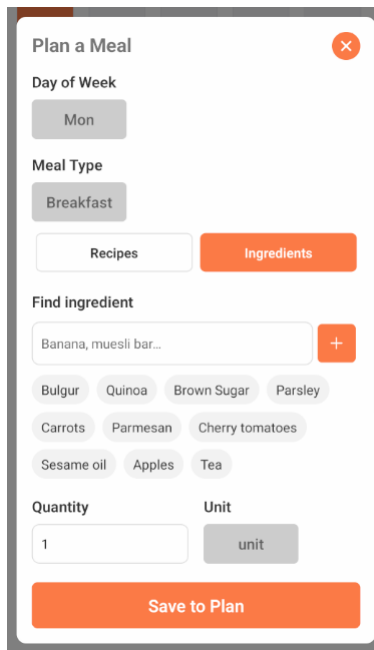 Plan a Meal
Day of Week
Mon
Meal Type
Breakfast
Recipes Ingredients
Find ingredient
Banana, muesli bar...
Bulgur Quinoa Brown Sugar Parsley
Carrots Parmesan Cherry tomatoes
Sesame oil Apples Tea
Quantity Unit
1 unit
Save to Plan